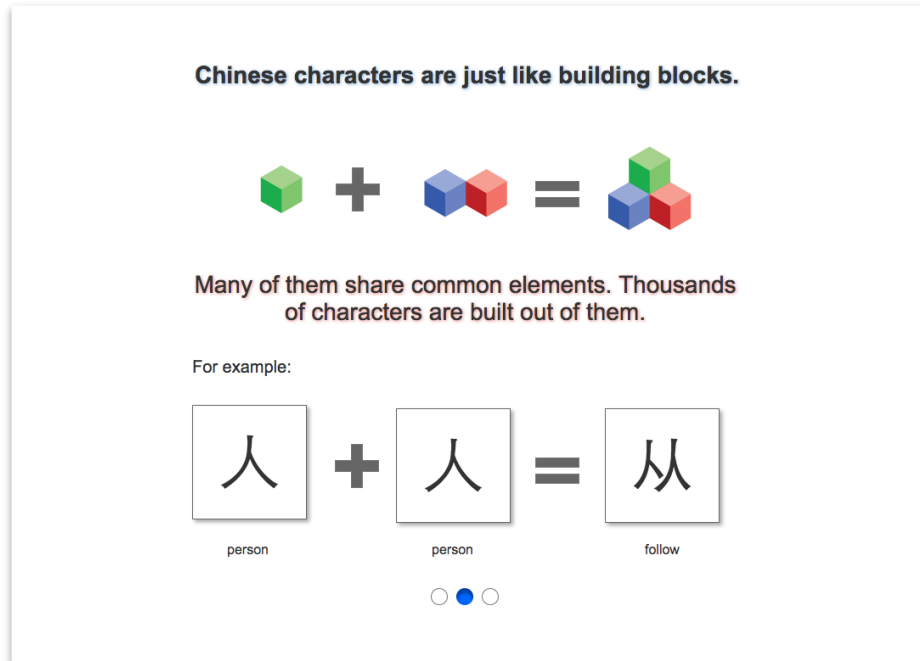 Chinese characters are just like building blocks.
Many of them share common elements. Thousands
of characters are built out of them.
For example:
人 + 人 = 从
person person follow